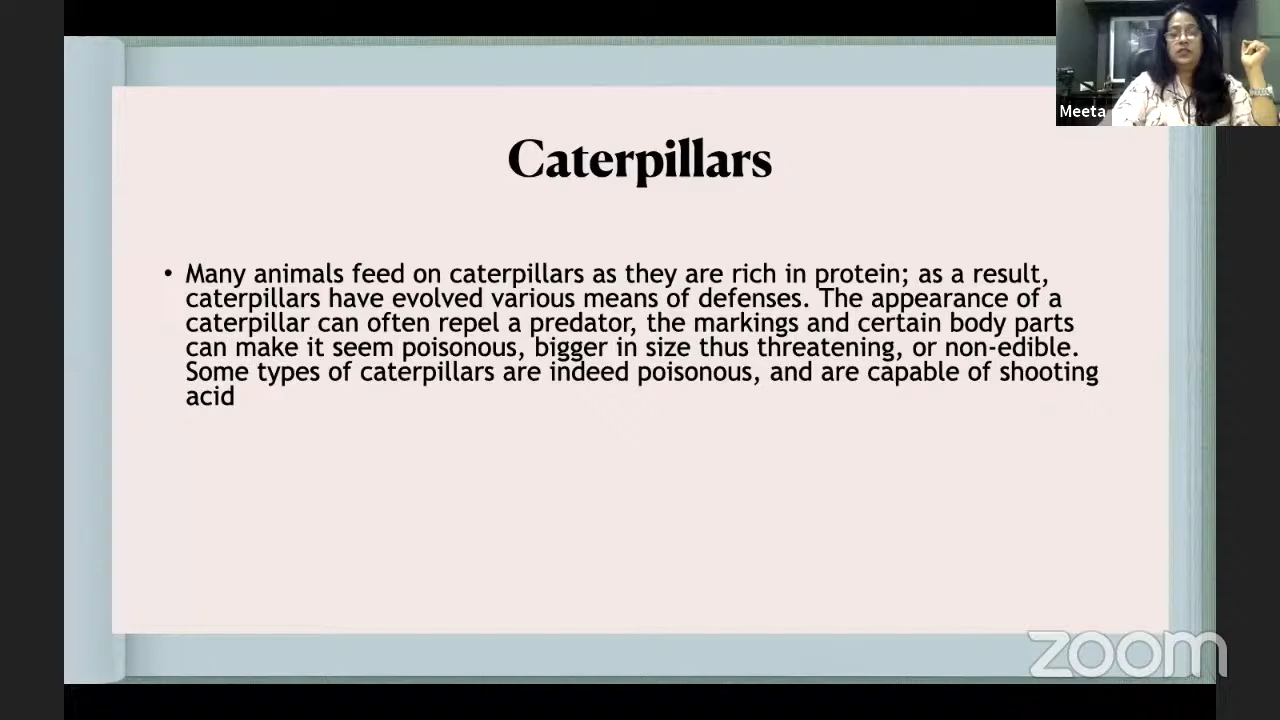 Meeta
Caterpillars
• Many animals feed on caterpillars as they are rich in protein; as a result,
caterpillars have evolved various means of defenses. The appearance of a
caterpillar can often repel a predator, the markings and certain body parts
can make it seem poisonous, bigger in size thus threatening, or non-edible.
Some types of caterpillars are indeed poisonous, and are capable of shooting
acid
zoom